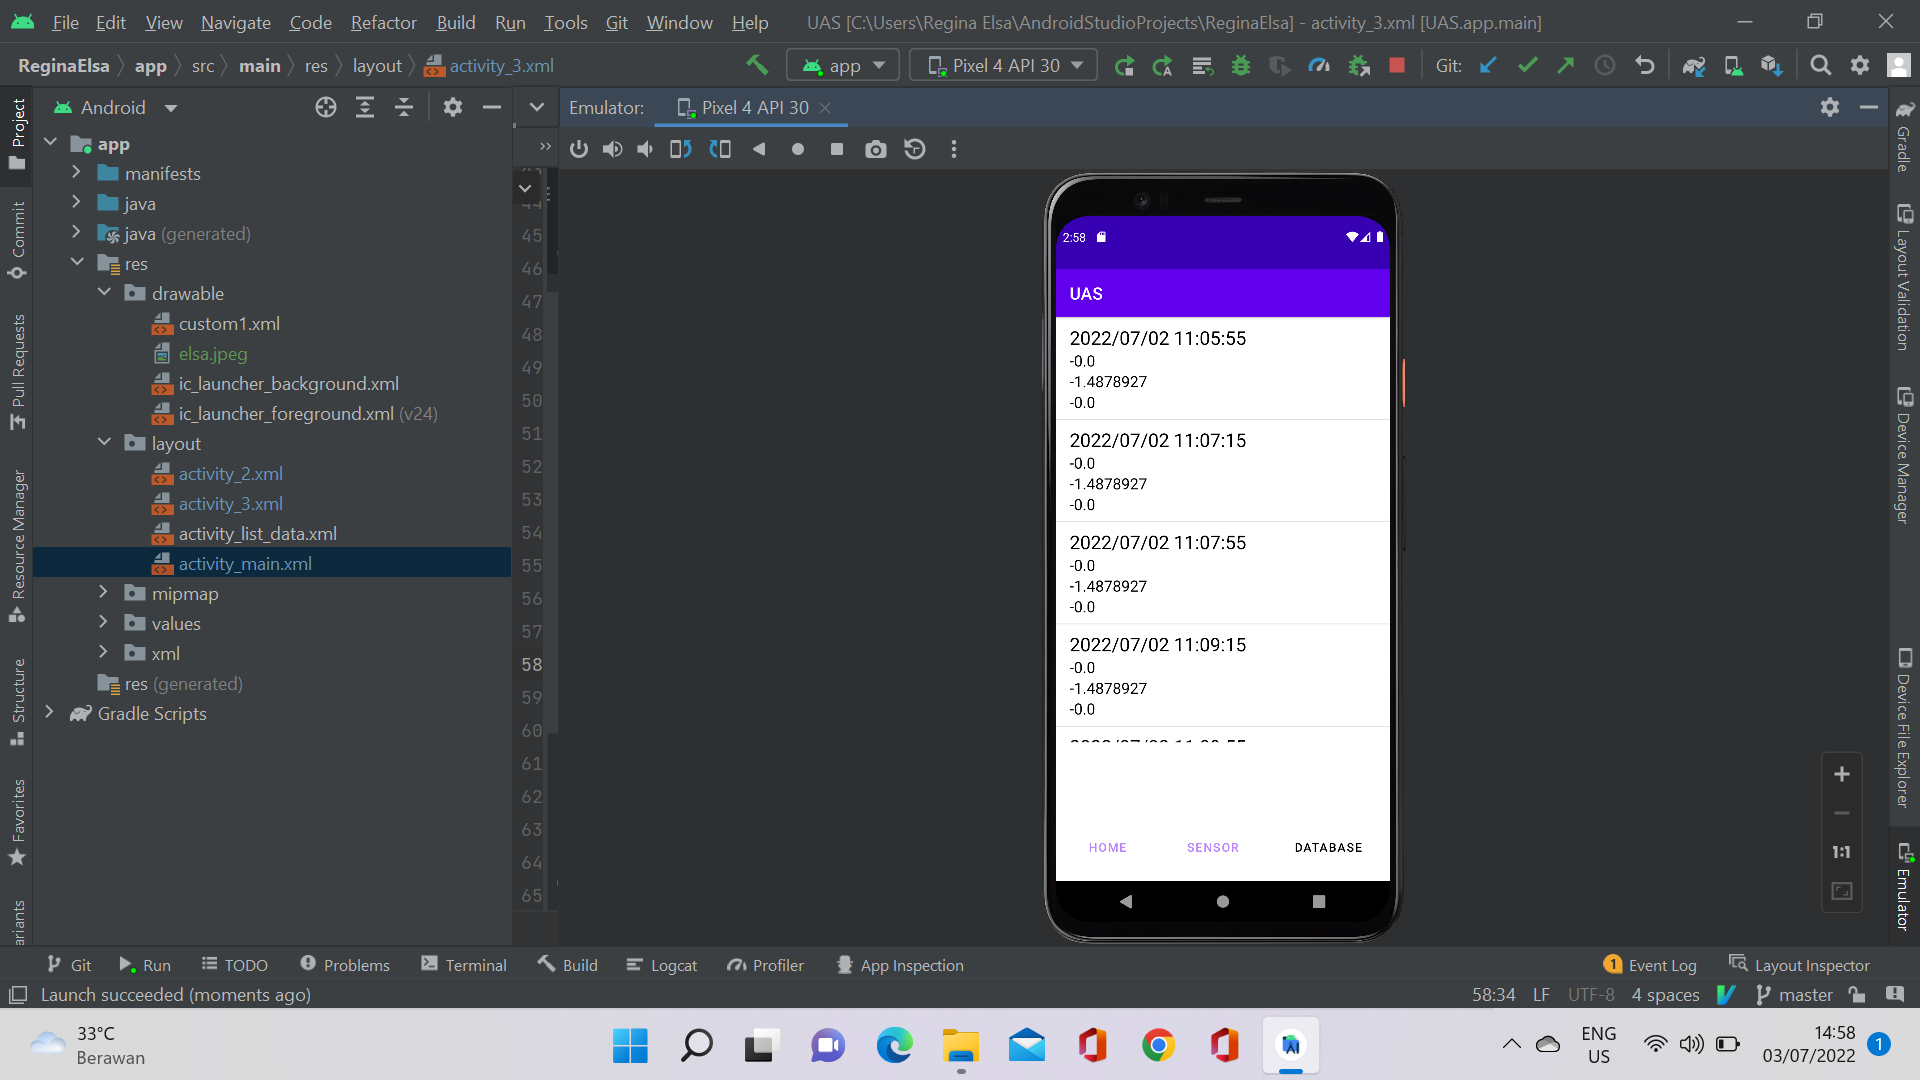 File Edit View Navigate Code Refactor Build Run Tools Git Window Help UAS [C:\Users\Regina Elsa\AndroidStudioProjects\ReginaElsa] - activity_3.xml [UAS.app.main]
ReginaElsa app src main res layout activity_3.xml app Pixel 4 API 30 Git:
Android
Emulator: Pixel 4 API 30
Project
Commit
Pull Requests
Resource Manager
Structure
Favorites
app
manifests
java
java (generated)
res
drawable
custom1.xml
elsa.jpeg
ic_launcher_background.xml
ic_launcher_foreground.xml (v24)
layout
activity_2.xml
activity_3.xml
activity_list_data.xml
activity_main.xml
mipmap
values
xml
res (generated)
Gradle Scripts
45
46
47
48
49
50
51
52
53
54
55
56
57
58
59
60
61
62
63
64
65
2:58
UAS
2022/07/02 11:05:55
-0.0
-1.4878927
-0.0
2022/07/02 11:07:15
-0.0
-1.4878927
-0.0
2022/07/02 11:07:55
-0.0
-1.4878927
-0.0
2022/07/02 11:09:15
-0.0
-1.4878927
-0.0
HOME SENSOR DATABASE
1:1
Gradle
Layout Validation
Device Manager
Device File Explorer
Emulator
Git Run TODO Problems Terminal Build Logcat Profiler App Inspection 1 Event Log Layout Inspector
Launch succeeded (moments ago) 58:34 LF UTF-8 4 spaces master
33°C
Berawan
ENG
US
14:58
03/07/2022
1